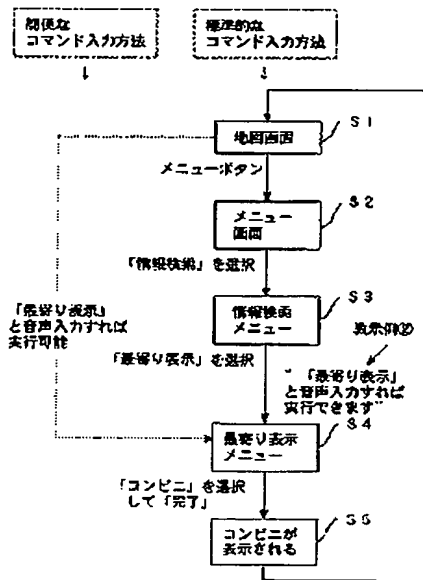 簡便な
コマンド入力方法
標準的な
コマンド入力方法
S1
地図画面
メニューボタン
S2
メニュー
画面
「情報検索」を選択
S3
情報検索
メニュー
「最寄り表示」
と音声入力すれば
実行可能
「最寄り表示」を選択
教示例②
"「最寄り表示」
と音声入力すれば
実行できます"
S4
最寄り表示
メニュー
「コンビニ」を選択
して「完了」
S5
コンビニが
表示される